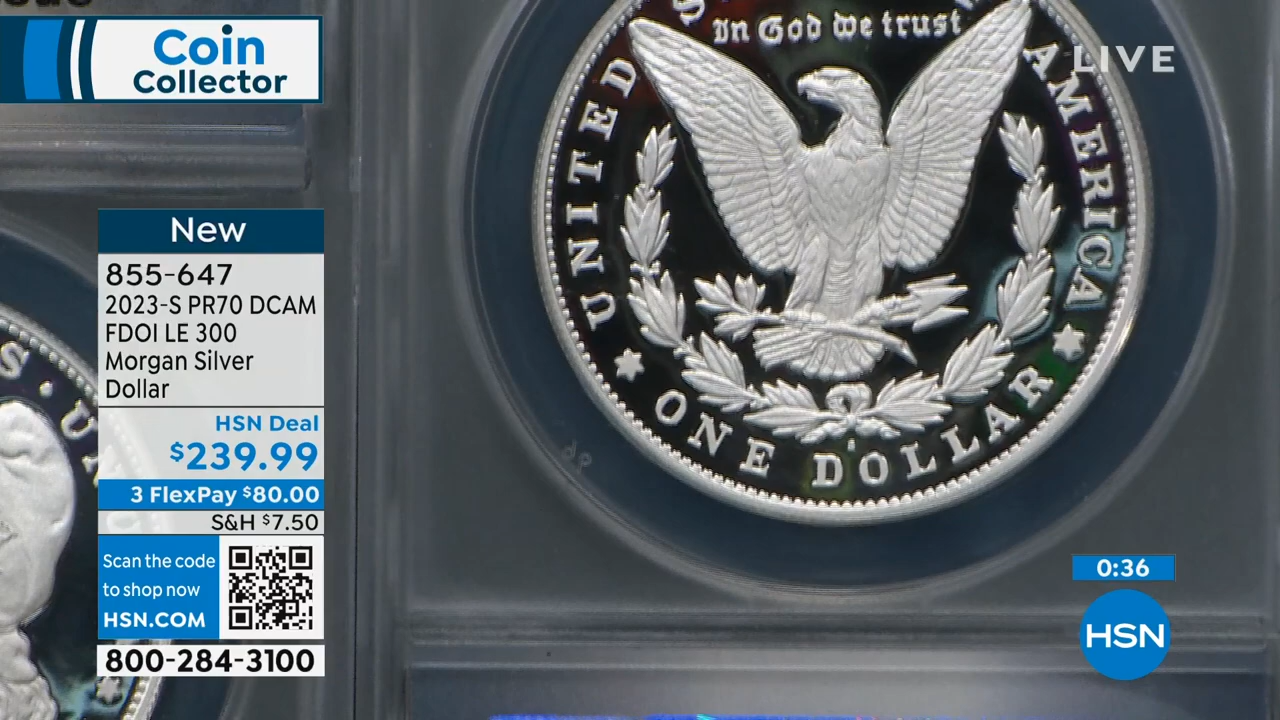 Coin
Collector
In God we trust
LIVE
UNITED
AMERICA
ONE DOLLAR
New
855-647
2023-S PR70 DCAM
FDOI LE 300
Morgan Silver
Dollar
HSN Deal
$239.99
3 FlexPay $80.00
S&H $7.50
Scan the code
to shop now
HSN.COM
800-284-3100
0:36
HSN